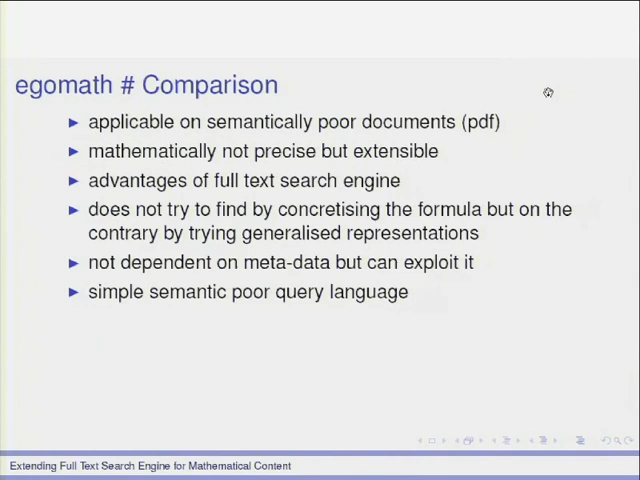 egomath # Comparison
applicable on semantically poor documents (pdf)
mathematically not precise but extensible
advantages of full text search engine
does not try to find by concretising the formula but on the
contrary by trying generalised representations
not dependent on meta-data but can exploit it
simple semantic poor query language
Extending Full Text Search Engine for Mathematical Content